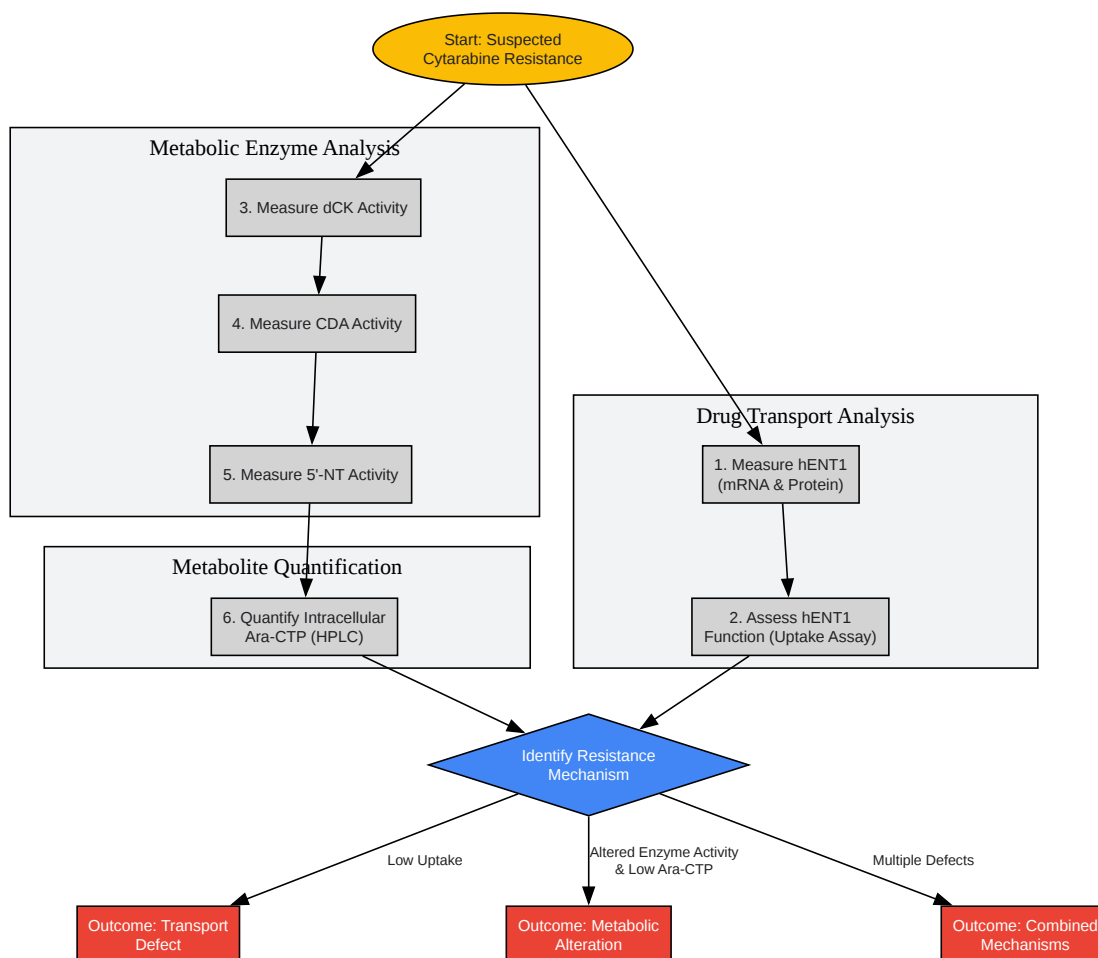 Start: Suspected
Cytarabine Resistance
Metabolic Enzyme Analysis
3. Measure dCK Activity
4. Measure CDA Activity
5. Measure 5'-NT Activity
Drug Transport Analysis
1. Measure hENT1
(mRNA & Protein)
2. Assess hENT1
Function (Uptake Assay)
Metabolite Quantification
6. Quantify Intracellular
Ara-CTP (HPLC)
Identify Resistance
Mechanism
Low Uptake
Altered Enzyme Activity
& Low Ara-CTP
Multiple Defects
Outcome: Transport
Defect
Outcome: Metabolic
Alteration
Outcome: Combined
Mechanisms